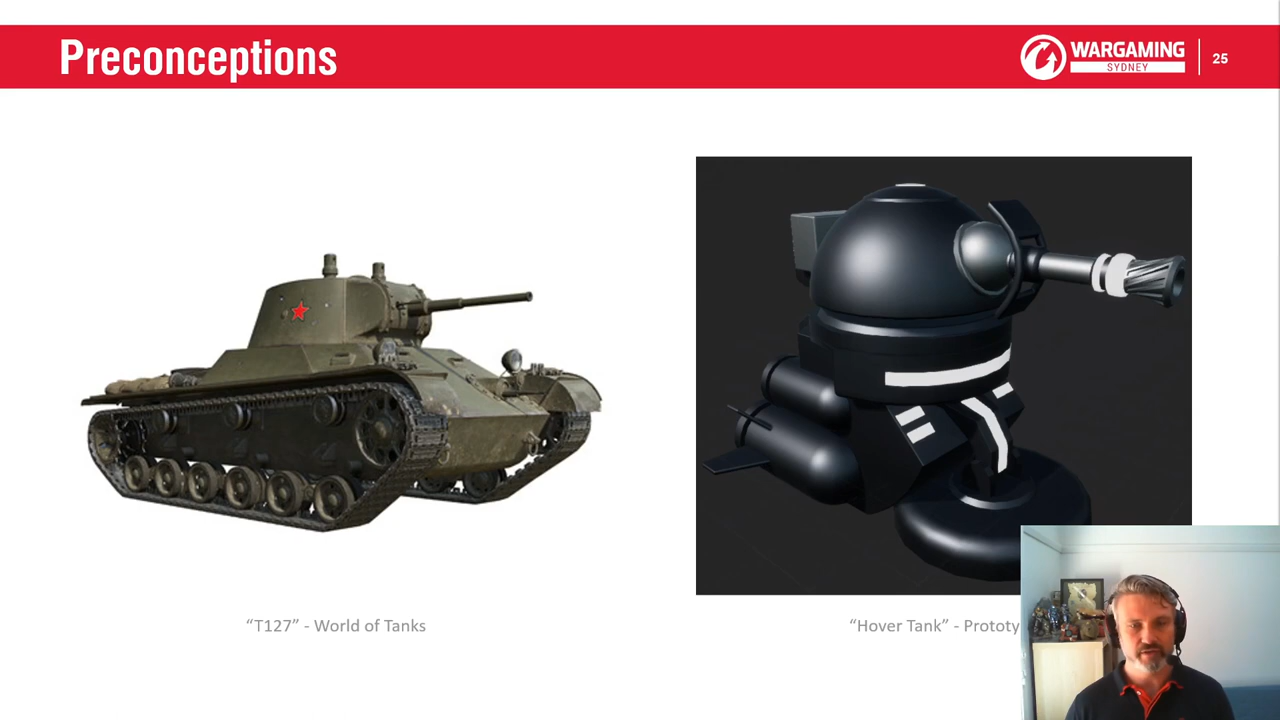 Preconceptions
WARGAMING
SYDNEY
25
“T127” - World of Tanks
“Hover Tank” - Prototy